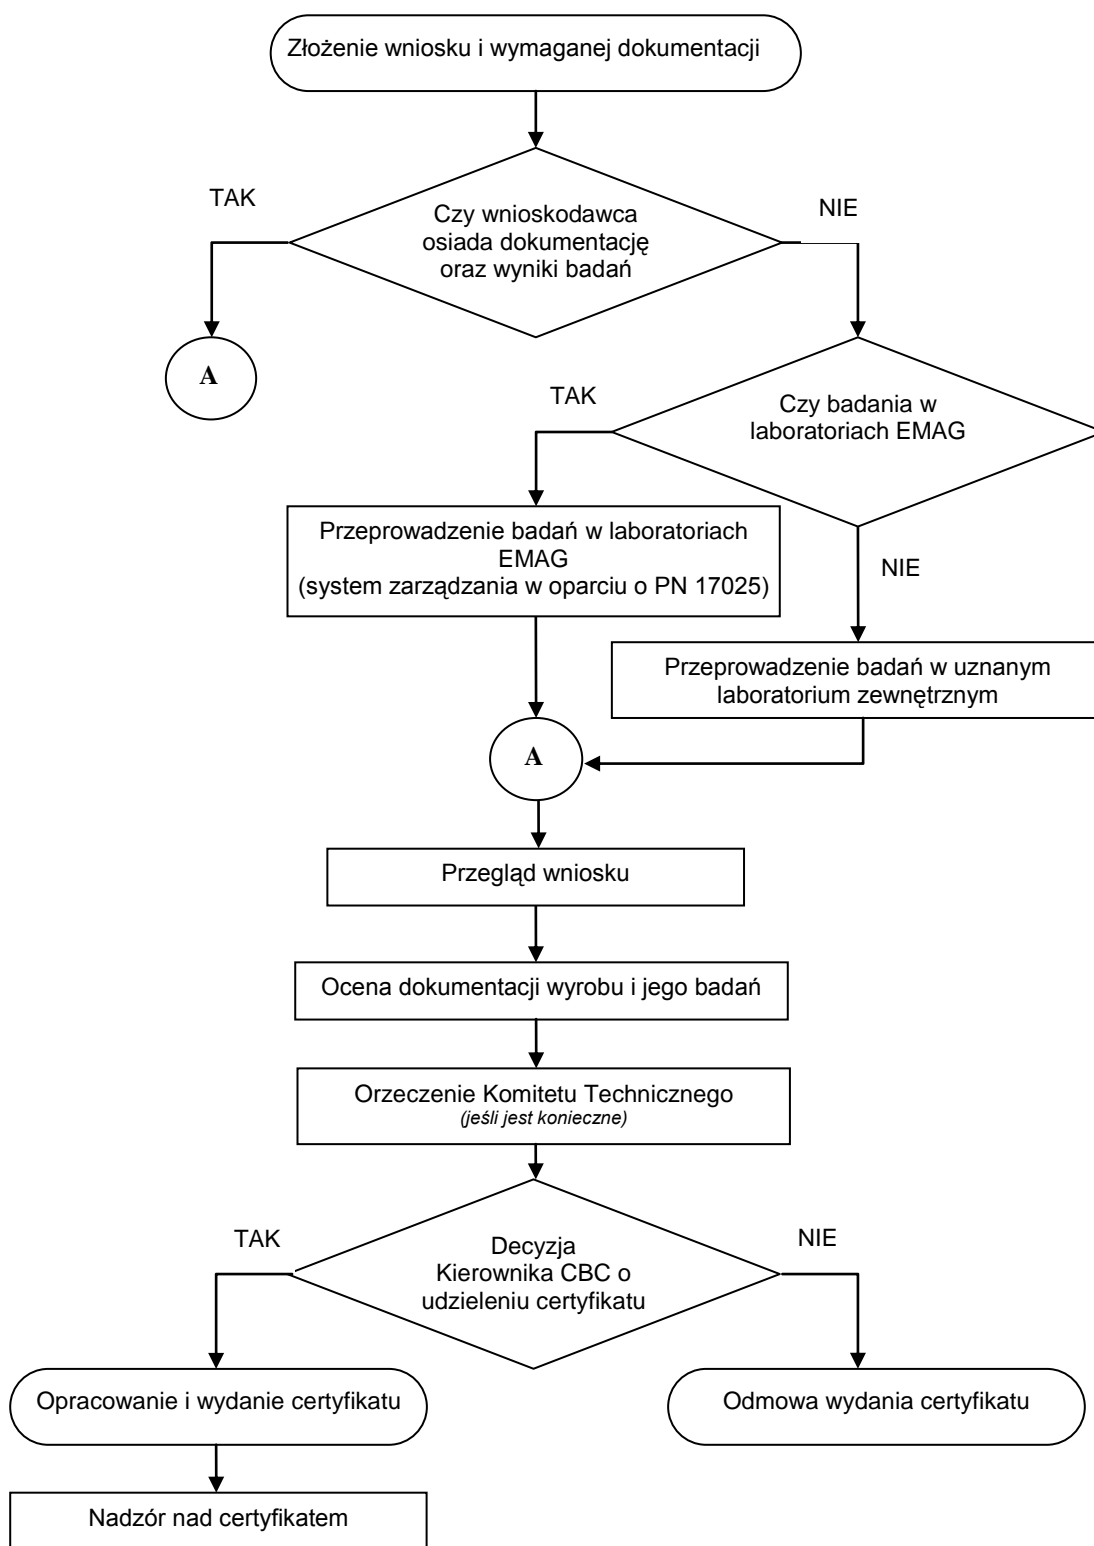 Złożenie wniosku i wymaganej dokumentacji
TAK
NIE
Czy wnioskodawca
osiada dokumentację
oraz wyniki badań
A
TAK
Czy badania w
laboratoriach EMAG
Przeprowadzenie badań w laboratoriach
EMAG
(system zarządzania w oparciu o PN 17025)
NIE
Przeprowadzenie badań w uznanym
laboratorium zewnętrznym
A
Przegląd wniosku
Ocena dokumentacji wyrobu i jego badań
Orzeczenie Komitetu Technicznego
(jeśli jest konieczne)
TAK
NIE
Decyzja
Kierownika CBC o
udzieleniu certyfikatu
Opracowanie i wydanie certyfikatu
Odmowa wydania certyfikatu
Nadzór nad certyfikatem